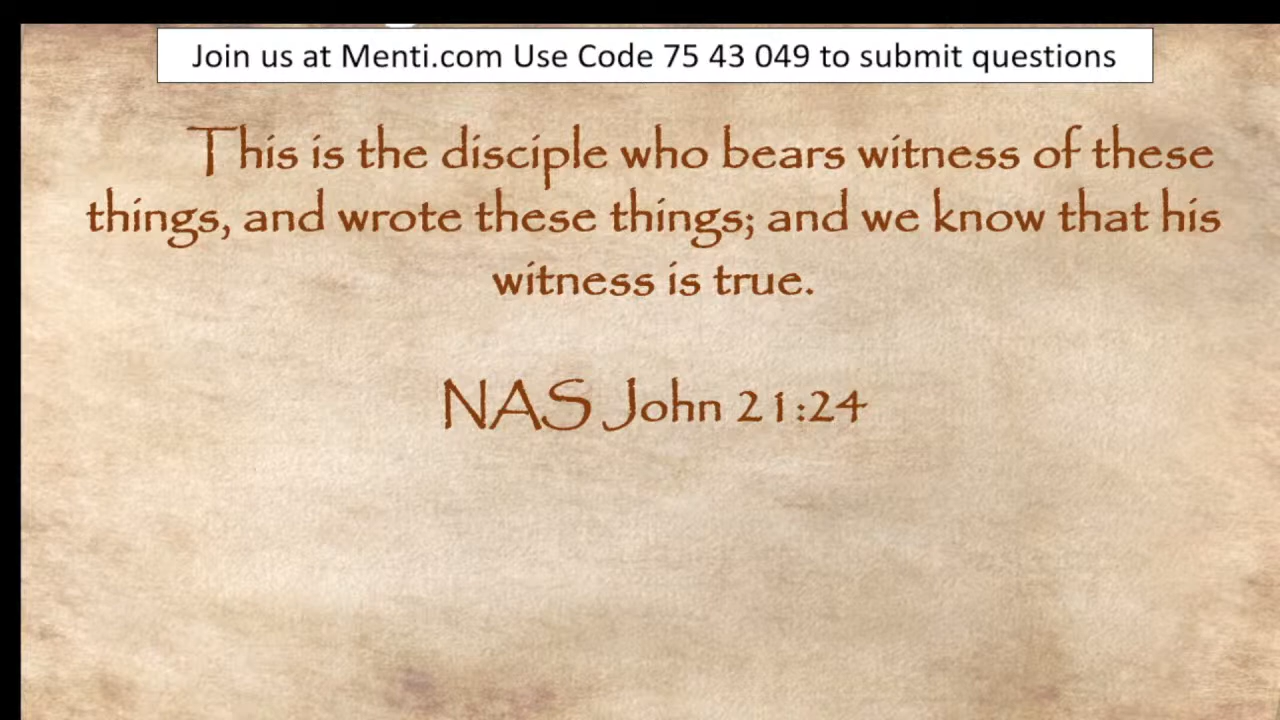 Join us at Menti.com Use Code 75 43 049 to submit questions
This is the disciple who bears witness of these
things, and wrote these things; and we know that his
witness is true.
NAS John 21:24